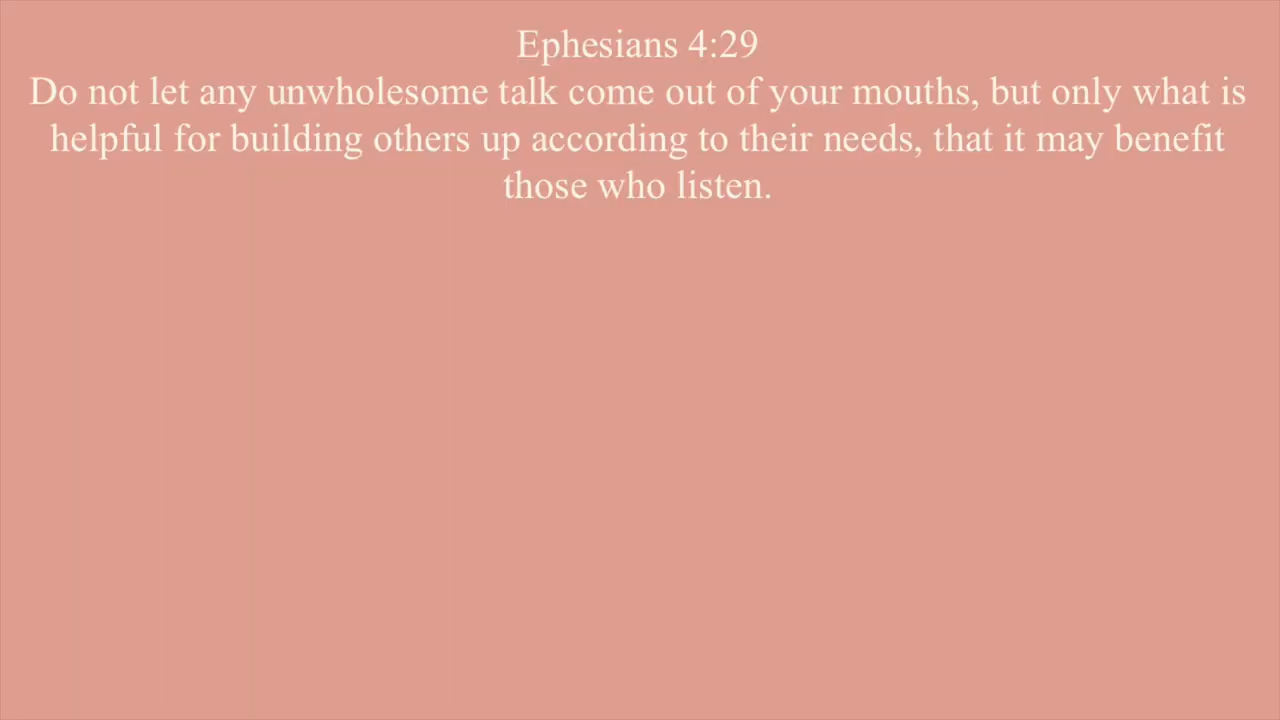 Ephesians 4:29
Do not let any unwholesome talk come out of your mouths, but only what is
helpful for building others up according to their needs, that it may benefit
those who listen.